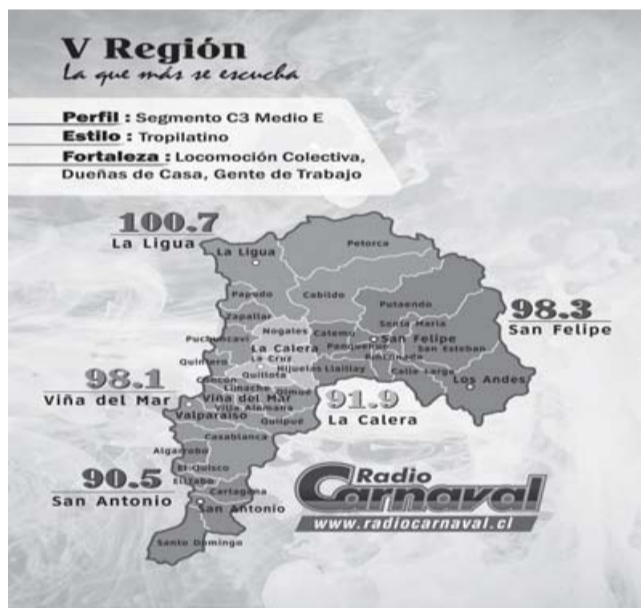 V Región
La que más se escucha
Perfil : Segmento C3 Medio E
Estilo : Tropilatino
Fortaleza : Locomoción Colectiva,
Dueñas de Casa, Gente de Trabajo
100.7
La Ligua
La Ligua
Petorca
Papudo
Cabildo
Zapallar
Putaendo
98.3
San Felipe
Santa María
Nogales
Catemu
San Felipe
Puchuncaví
La Calera
Panquehue
San Esteban
La Cruz
Rinconada
Quintero
Hijuelas
Llaillay
Calle Larga
Quillota
Los Andes
98.1
Viña del Mar
Concón
Limache
Olmué
Viña del Mar
Villa Alemana
Valparaíso
Quilpué
91.9
La Calera
Casablanca
Algarrobo
90.5
San Antonio
El Quisco
El Tabo
Cartagena
San Antonio
Santo Domingo
Radio
Carnaval
www.radiocarnaval.cl